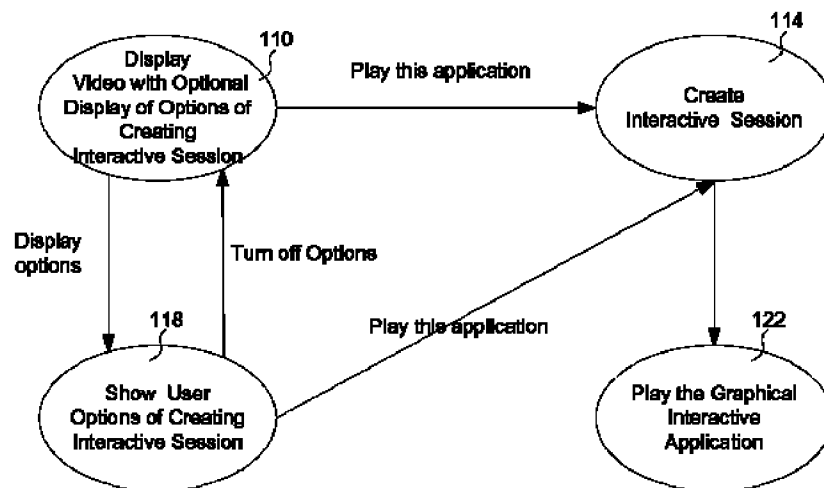 110
Display
Video with Optional
Display of Options of
Creating
Interactive Session
Play this application
114
Create
Interactive Session
Display
options
Turn off Options
Play this application
118
Show User
Options of Creating
Interactive Session
122
Play the Graphical
Interactive
Application